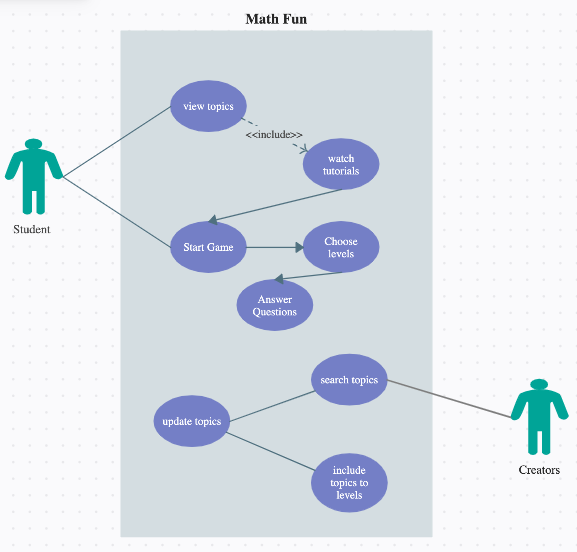 Math Fun
view topics
<<include>>
watch
tutorials
Student
Start Game
Choose
levels
Answer
Questions
search topics
update topics
include
topics to
levels
Creators